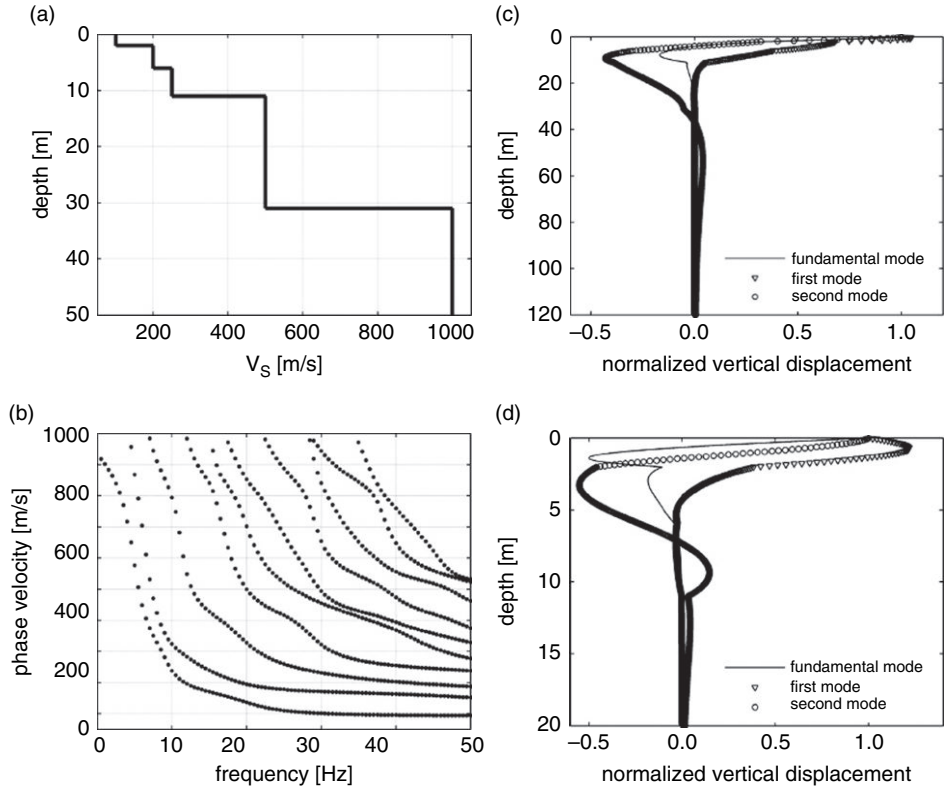 (a)
0
10
20
30
40
50
depth [m]
200 400 600 800 1000
V_S [m/s]
(b)
1000
800
600
400
200
0
phase velocity [m/s]
0 10 20 30 40 50
frequency [Hz]
(c)
0
20
40
60
80
100
120
depth [m]
fundamental mode
first mode
second mode
−0.5 0.0 0.5 1.0
normalized vertical displacement
(d)
0
5
10
15
20
depth [m]
fundamental mode
first mode
second mode
−0.5 0.0 0.5 1.0
normalized vertical displacement